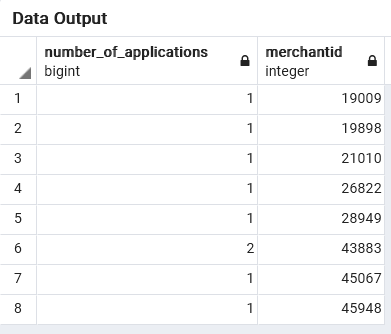 Data Output
number_of_applications merchantid
bigint integer
1 1 19009
2 1 19898
3 1 21010
4 1 26822
5 1 28949
6 2 43883
7 1 45067
8 1 45948